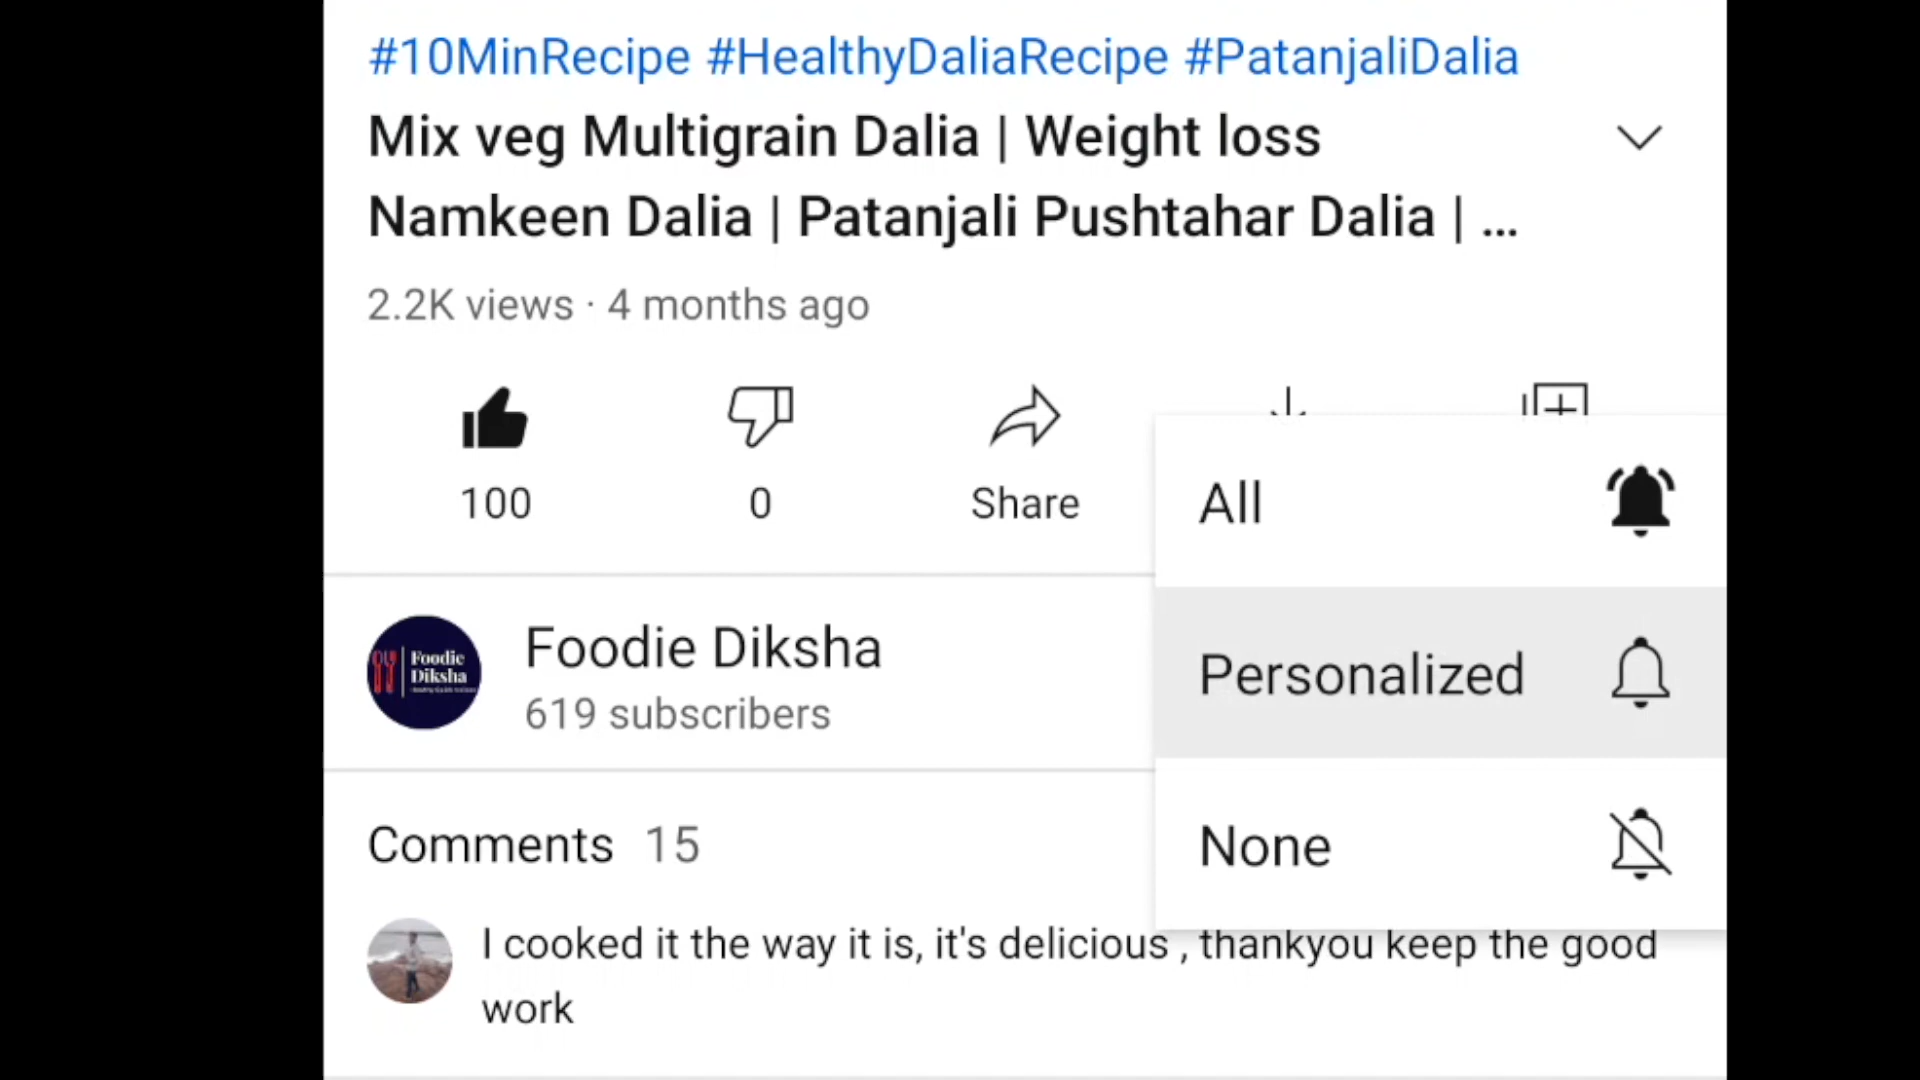 #10MinRecipe #HealthyDaliaRecipe #PatanjaliDalia
Mix veg Multigrain Dalia | Weight loss
Namkeen Dalia | Patanjali Pushtahar Dalia | ...
2.2K views · 4 months ago
100
0
Share
All
Foodie
Diksha
Foodie Diksha
619 subscribers
Personalized
Comments 15
None
I cooked it the way it is, it's delicious , thankyou keep the good
work